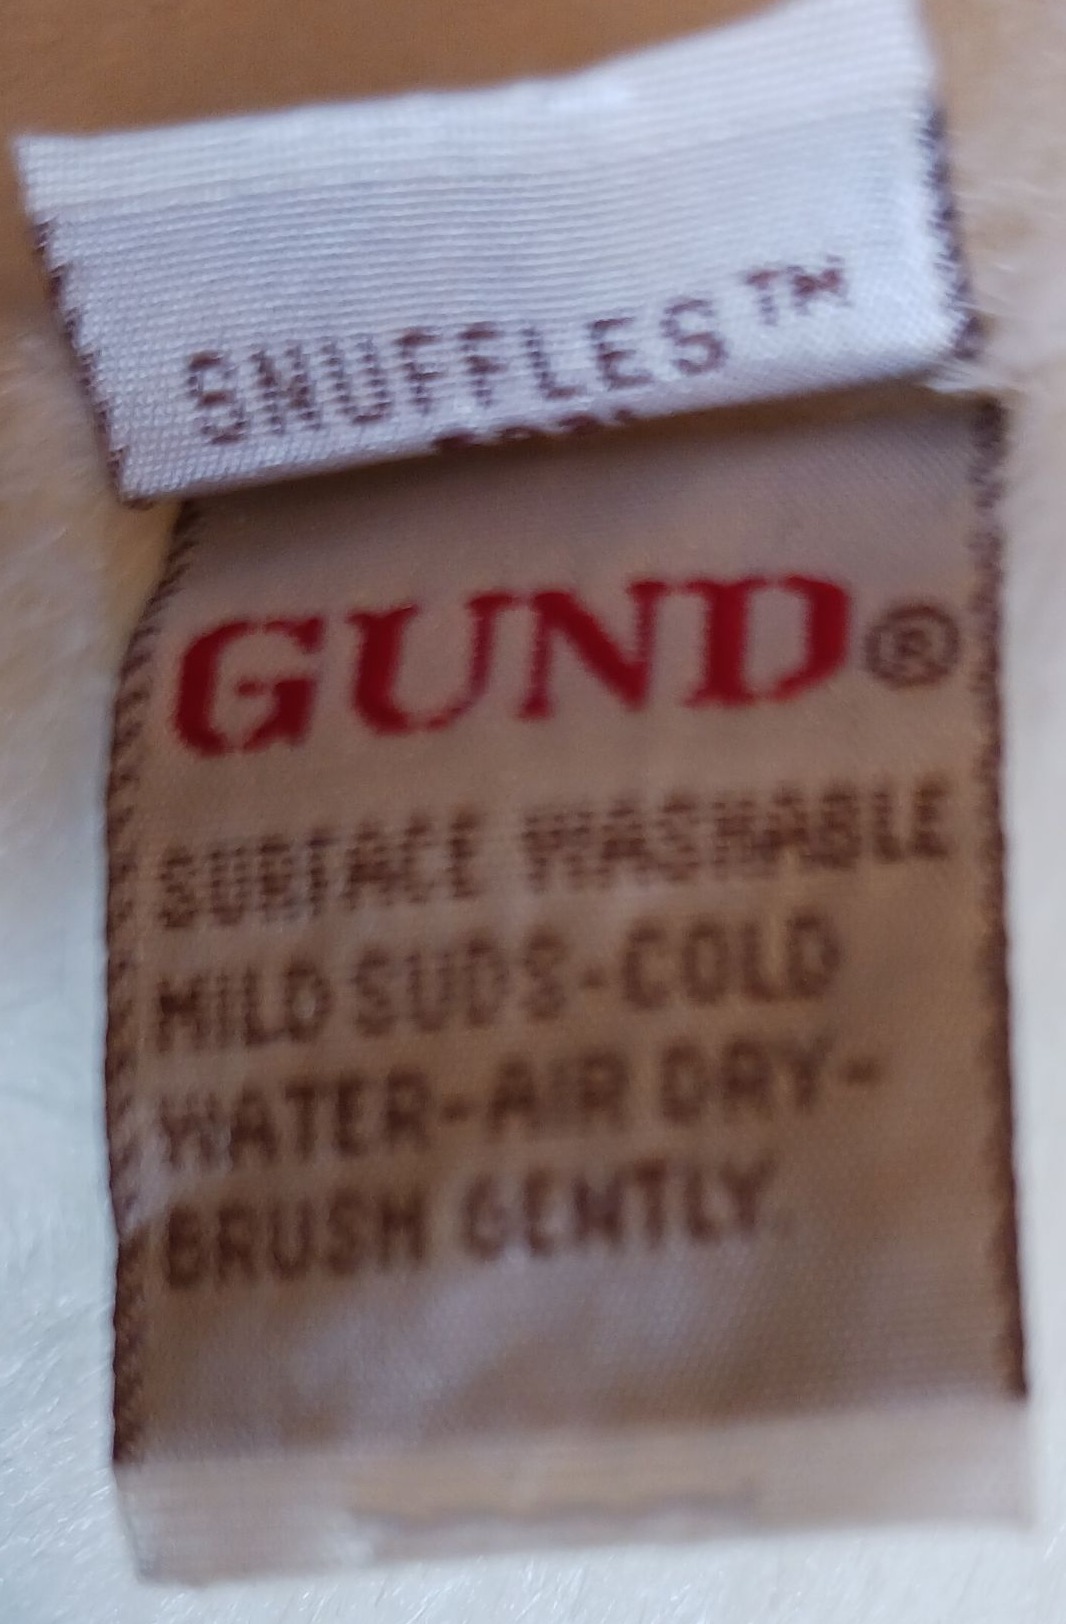 SNUFFLES™
GUND®
SURFACE WASHABLE
MILD SUDS-COLD
WATER-AIR DRY-
BRUSH GENTLY